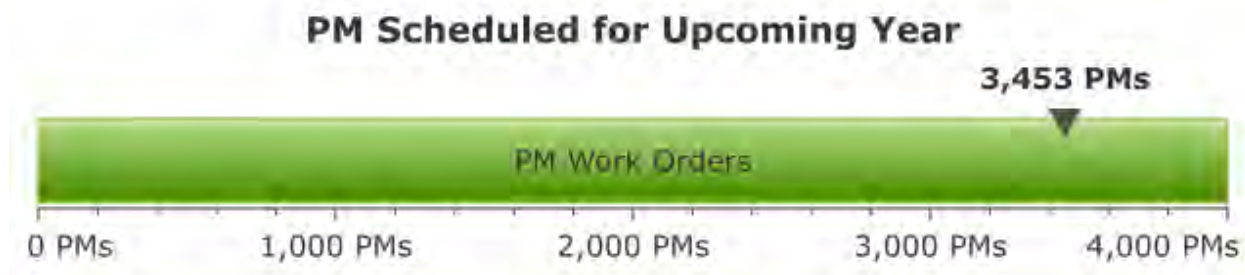 PM Scheduled for Upcoming Year
3,453 PMs
PM Work Orders
0 PMs 1,000 PMs 2,000 PMs 3,000 PMs 4,000 PMs